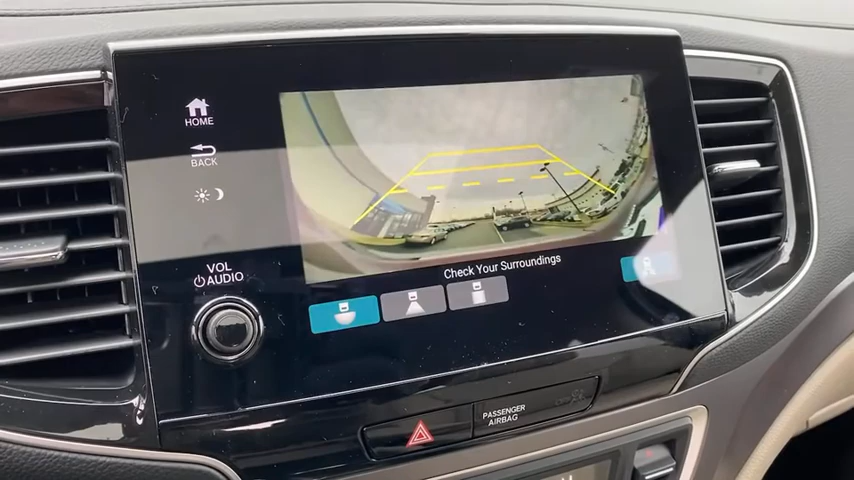 HOME
BACK
VOL
AUDIO
Check Your Surroundings
PASSENGER
AIRBAG